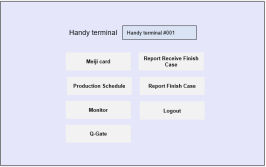 Handy terminal
Handy terminal #001
Meiji card
Report Receive Finish
Case
Production Schedule
Report Finish Case
Monitor
Logout
Q-Gate